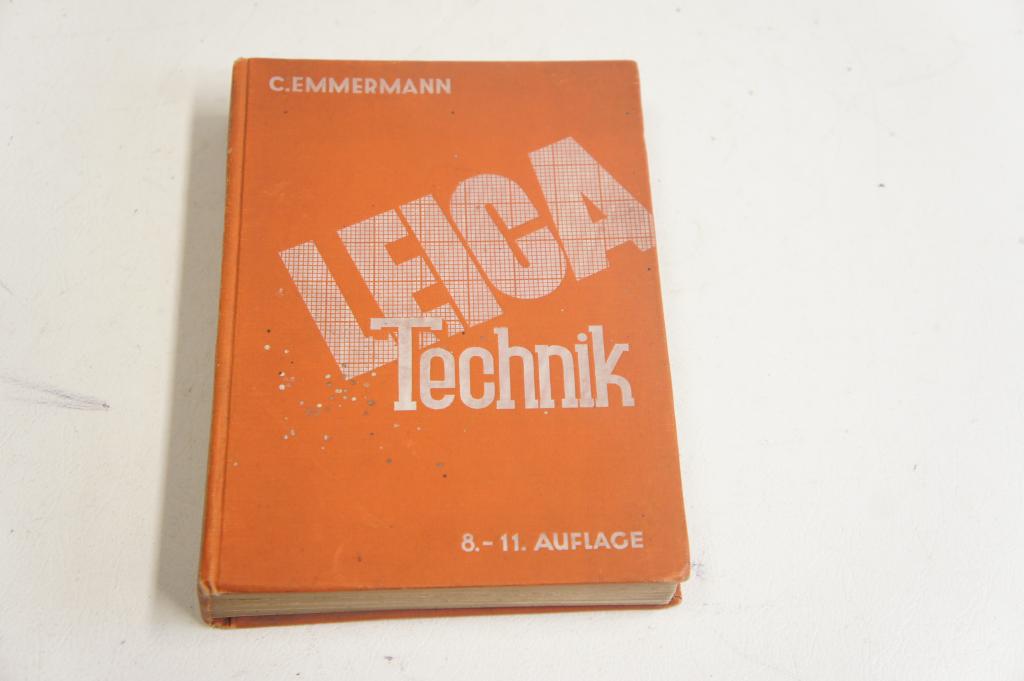 C.EMMERMANN
LEICA
Technik
8.-11. AUFLAGE